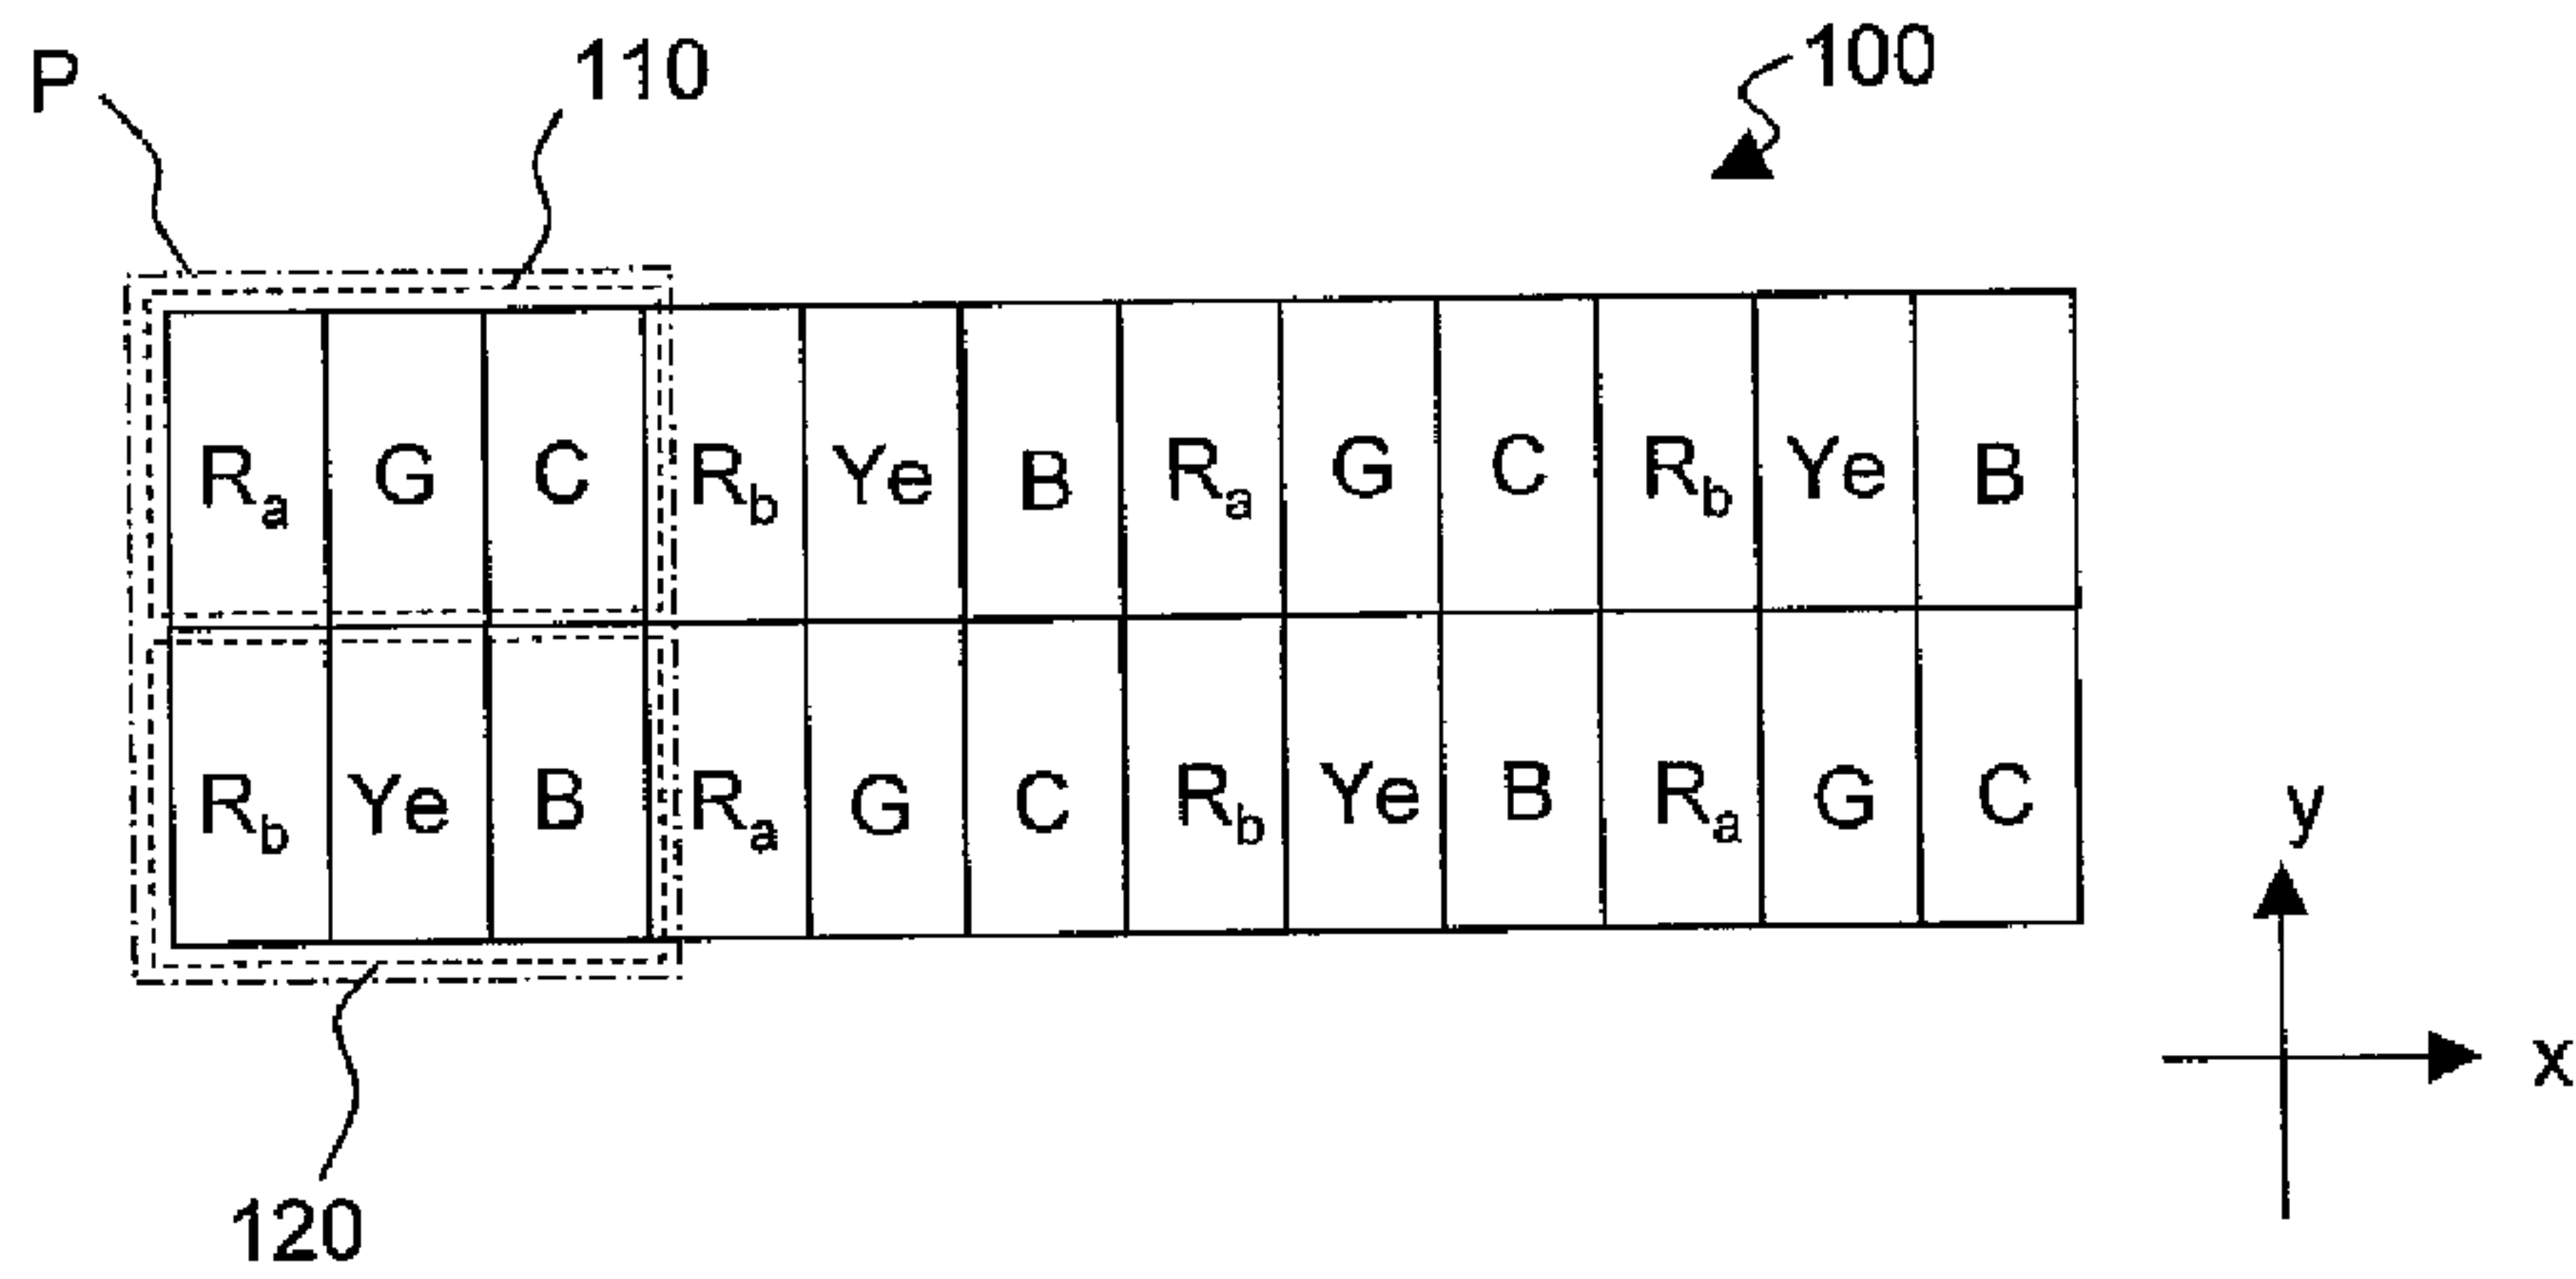 P 110 100
Ra G C Rb Ye B Ra G C Rb Ye B
Rb Ye B Ra G C Rb Ye B Ra G C
y
x
120